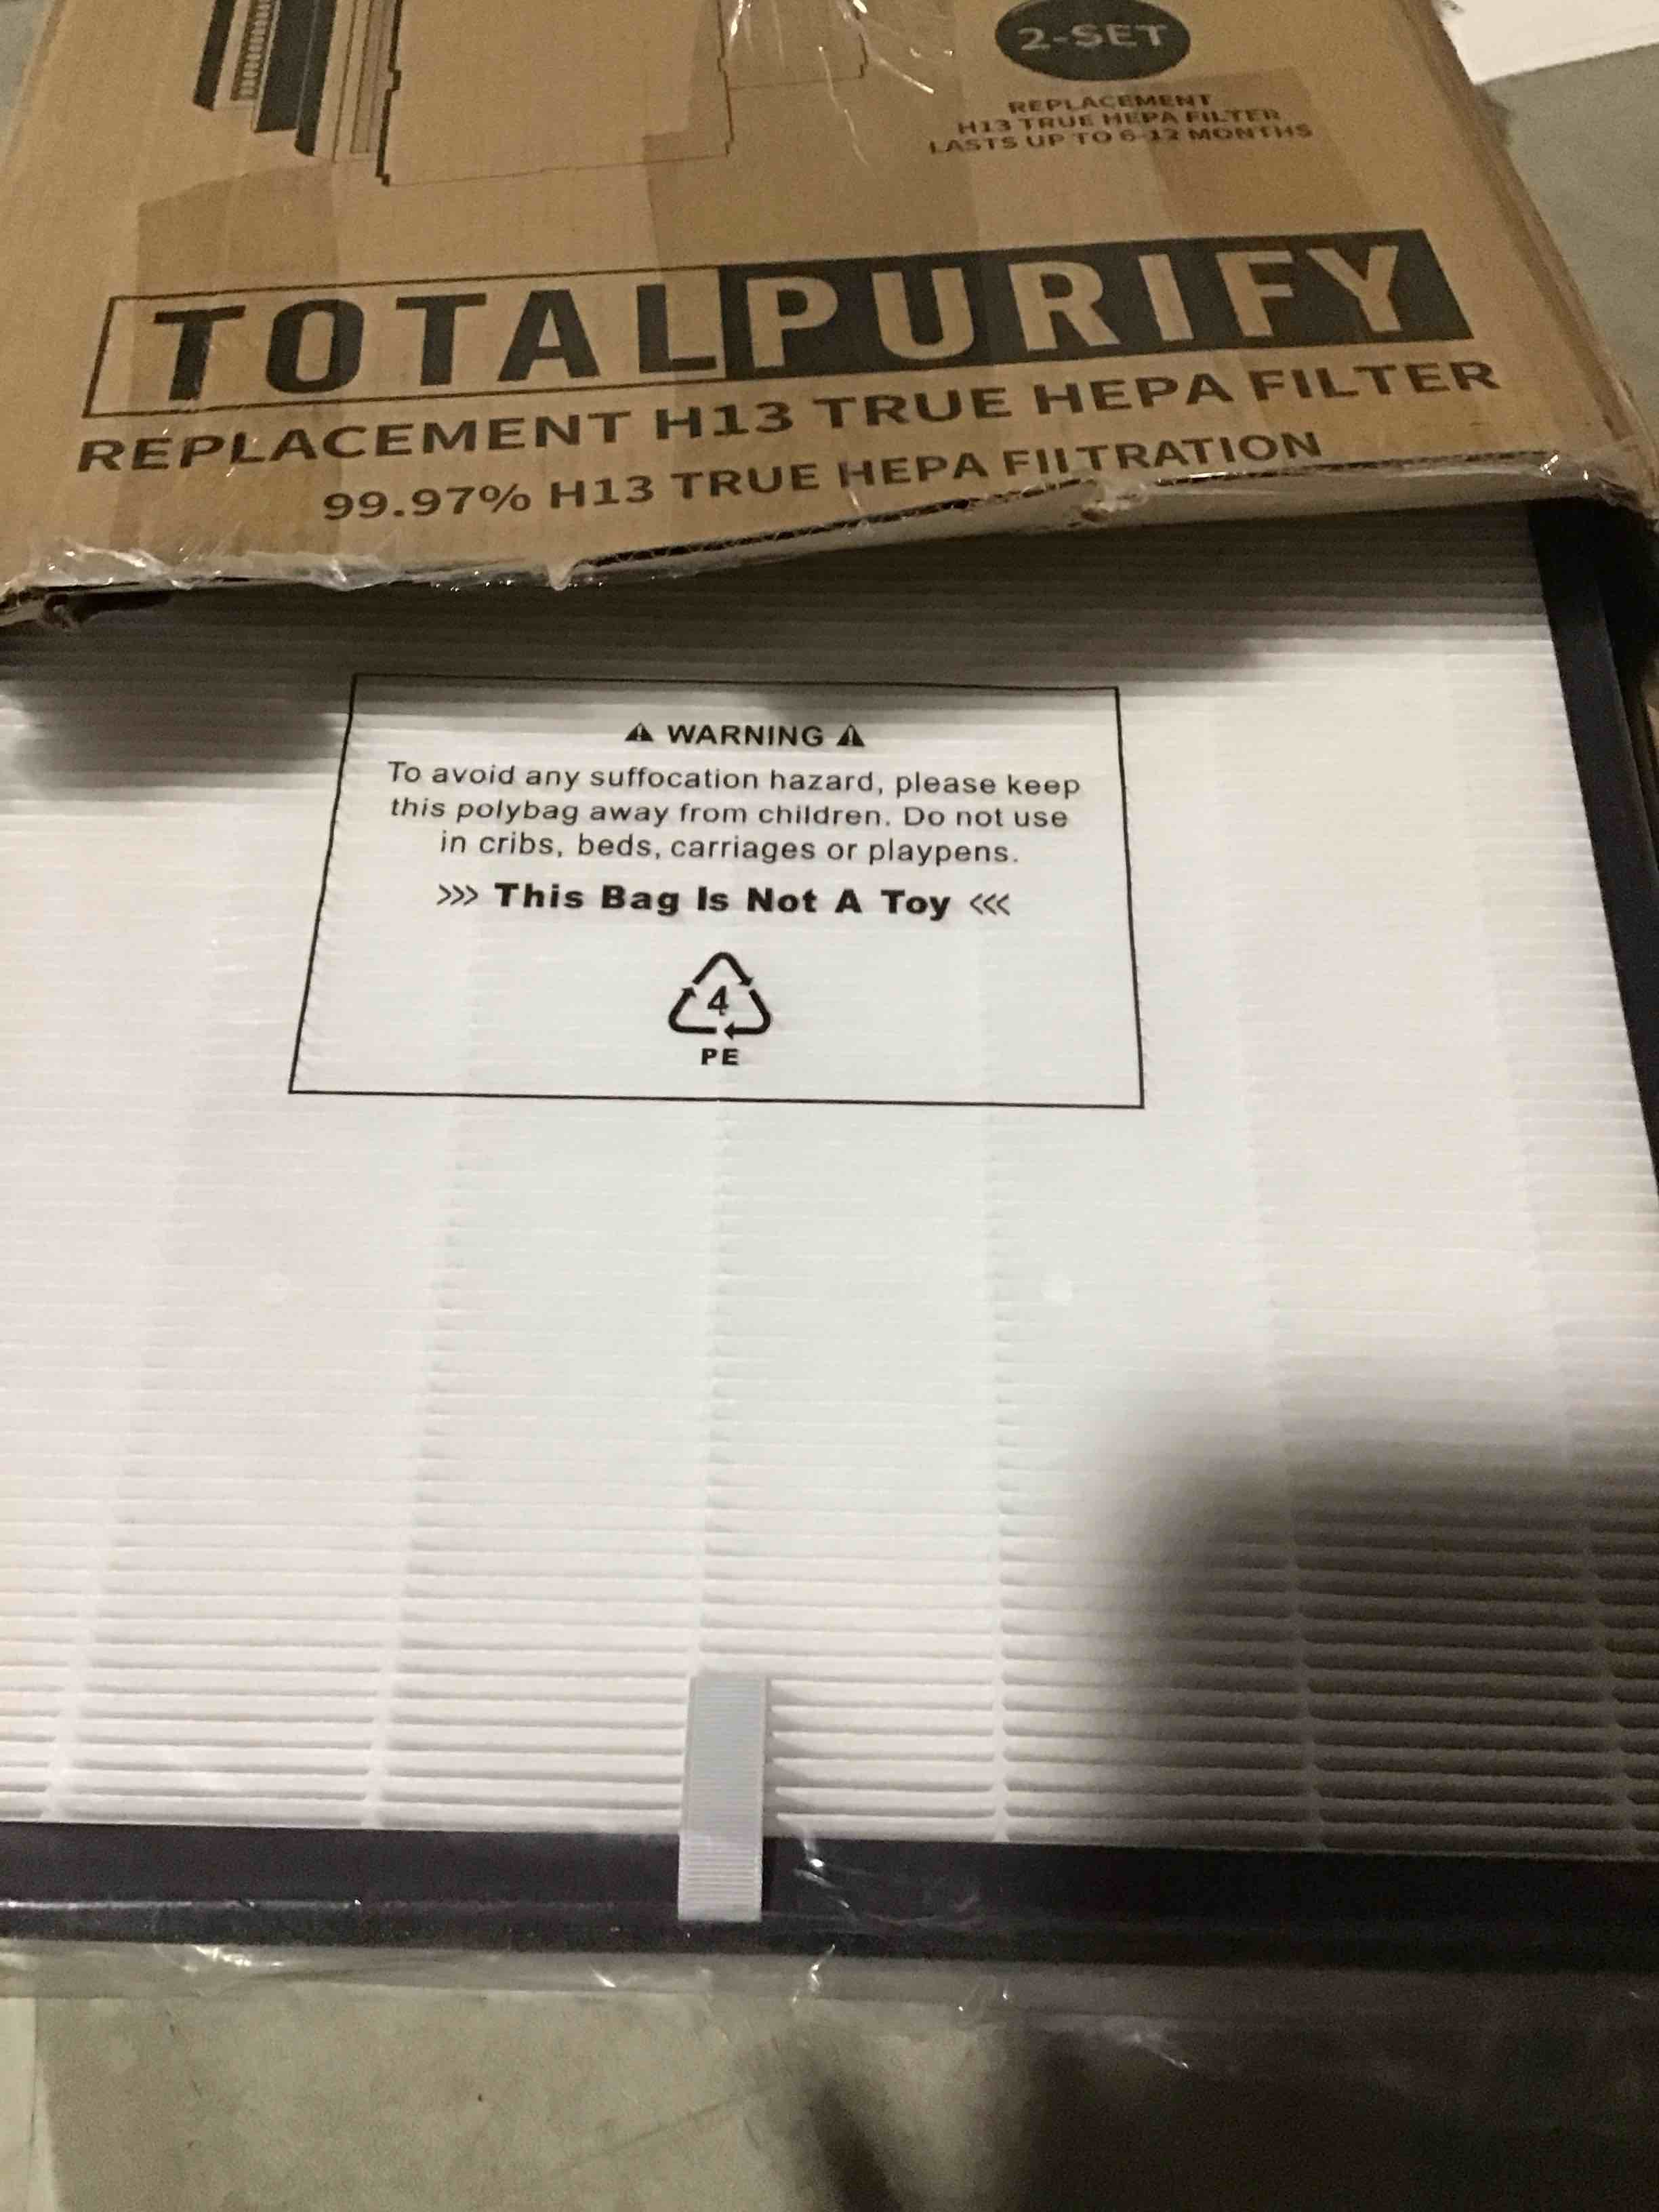 2-SET
REPLACEMENT
H13 TRUE HEPA FILTER
LASTS UP TO 6-12 MONTHS
TOTALPURIFY
REPLACEMENT H13 TRUE HEPA FILTER
99.97% H13 TRUE HEPA FIITRATION
WARNING
To avoid any suffocation hazard, please keep
this polybag away from children. Do not use
in cribs, beds, carriages or playpens.
>>> This Bag Is Not A Toy <<<
4
PE